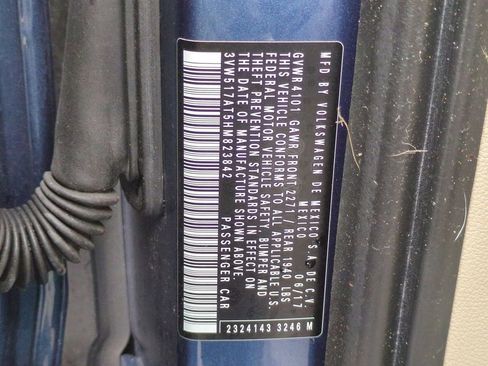 MFD BY VOLKSWAGEN DE MEXICO S.A. DE C.V.
MEXICO 06/17
GVWR 4101 GAWR FRONT 2271 / REAR 1940 LBS
THIS VEHICLE CONFORMS TO ALL APPLICABLE U.S.
FEDERAL MOTOR VEHICLE SAFETY, BUMPER AND
THEFT PREVENTION STANDARDS IN EFFECT ON
THE DATE OF MANUFACTURE SHOWN ABOVE.
3VW517AT5HM823842 PASSENGER CAR
2324143 3246 M